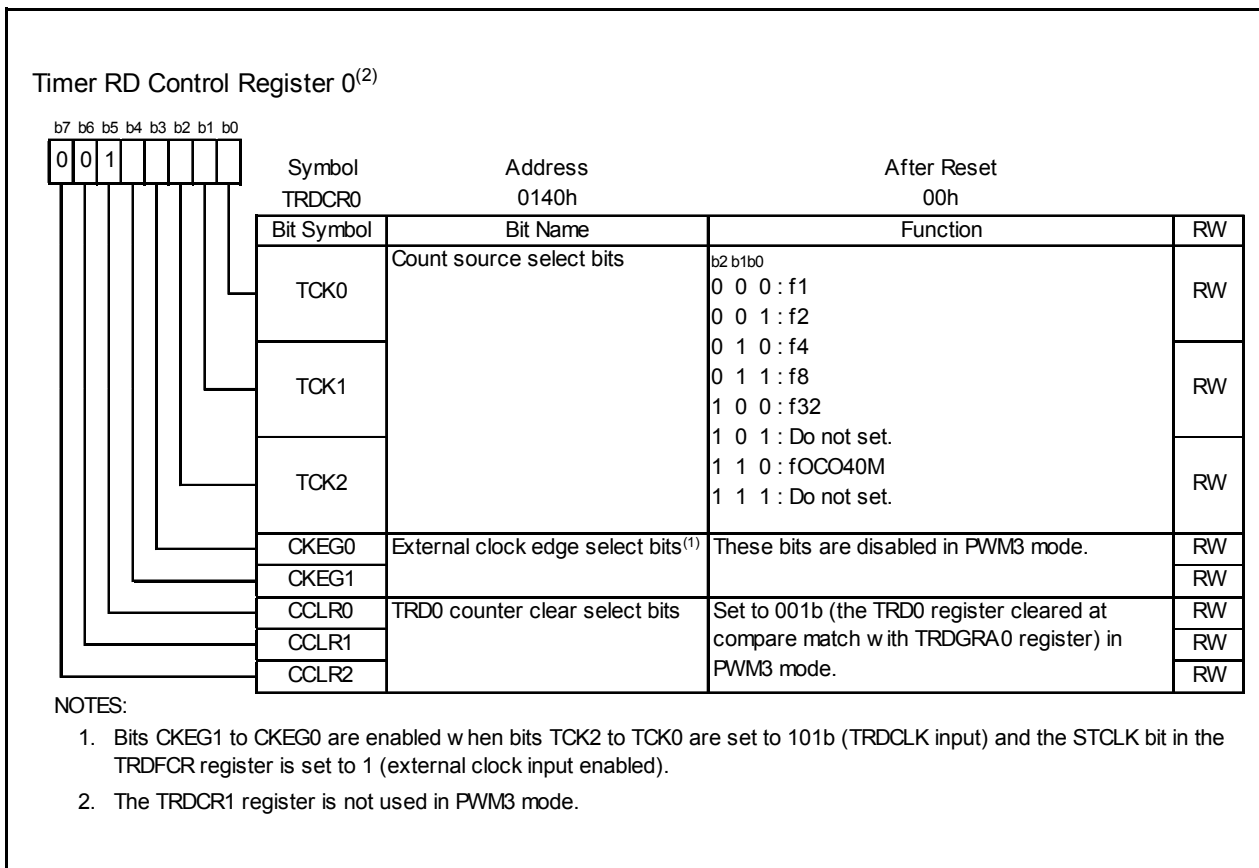 Timer RD Control Register 0(2)
b7 b6 b5 b4 b3 b2 b1 b0
0 0 1
Symbol Address After Reset
TRDCR0 0140h 00h
Bit Symbol Bit Name Function RW
TCK0 Count source select bits b2 b1b0 RW
0 0 0 : f1
0 0 1 : f2
TCK1 0 1 0 : f4 RW
0 1 1 : f8
1 0 0 : f32
TCK2 1 0 1 : Do not set. RW
1 1 0 : fOCO40M
1 1 1 : Do not set.
CKEG0 External clock edge select bits(1) These bits are disabled in PWM3 mode. RW
CKEG1 RW
CCLR0 TRD0 counter clear select bits Set to 001b (the TRD0 register cleared at RW
CCLR1 compare match with TRDGRA0 register) in RW
CCLR2 PWM3 mode. RW
NOTES:
1. Bits CKEG1 to CKEG0 are enabled when bits TCK2 to TCK0 are set to 101b (TRDCLK input) and the STCLK bit in the
TRDFCR register is set to 1 (external clock input enabled).
2. The TRDCR1 register is not used in PWM3 mode.